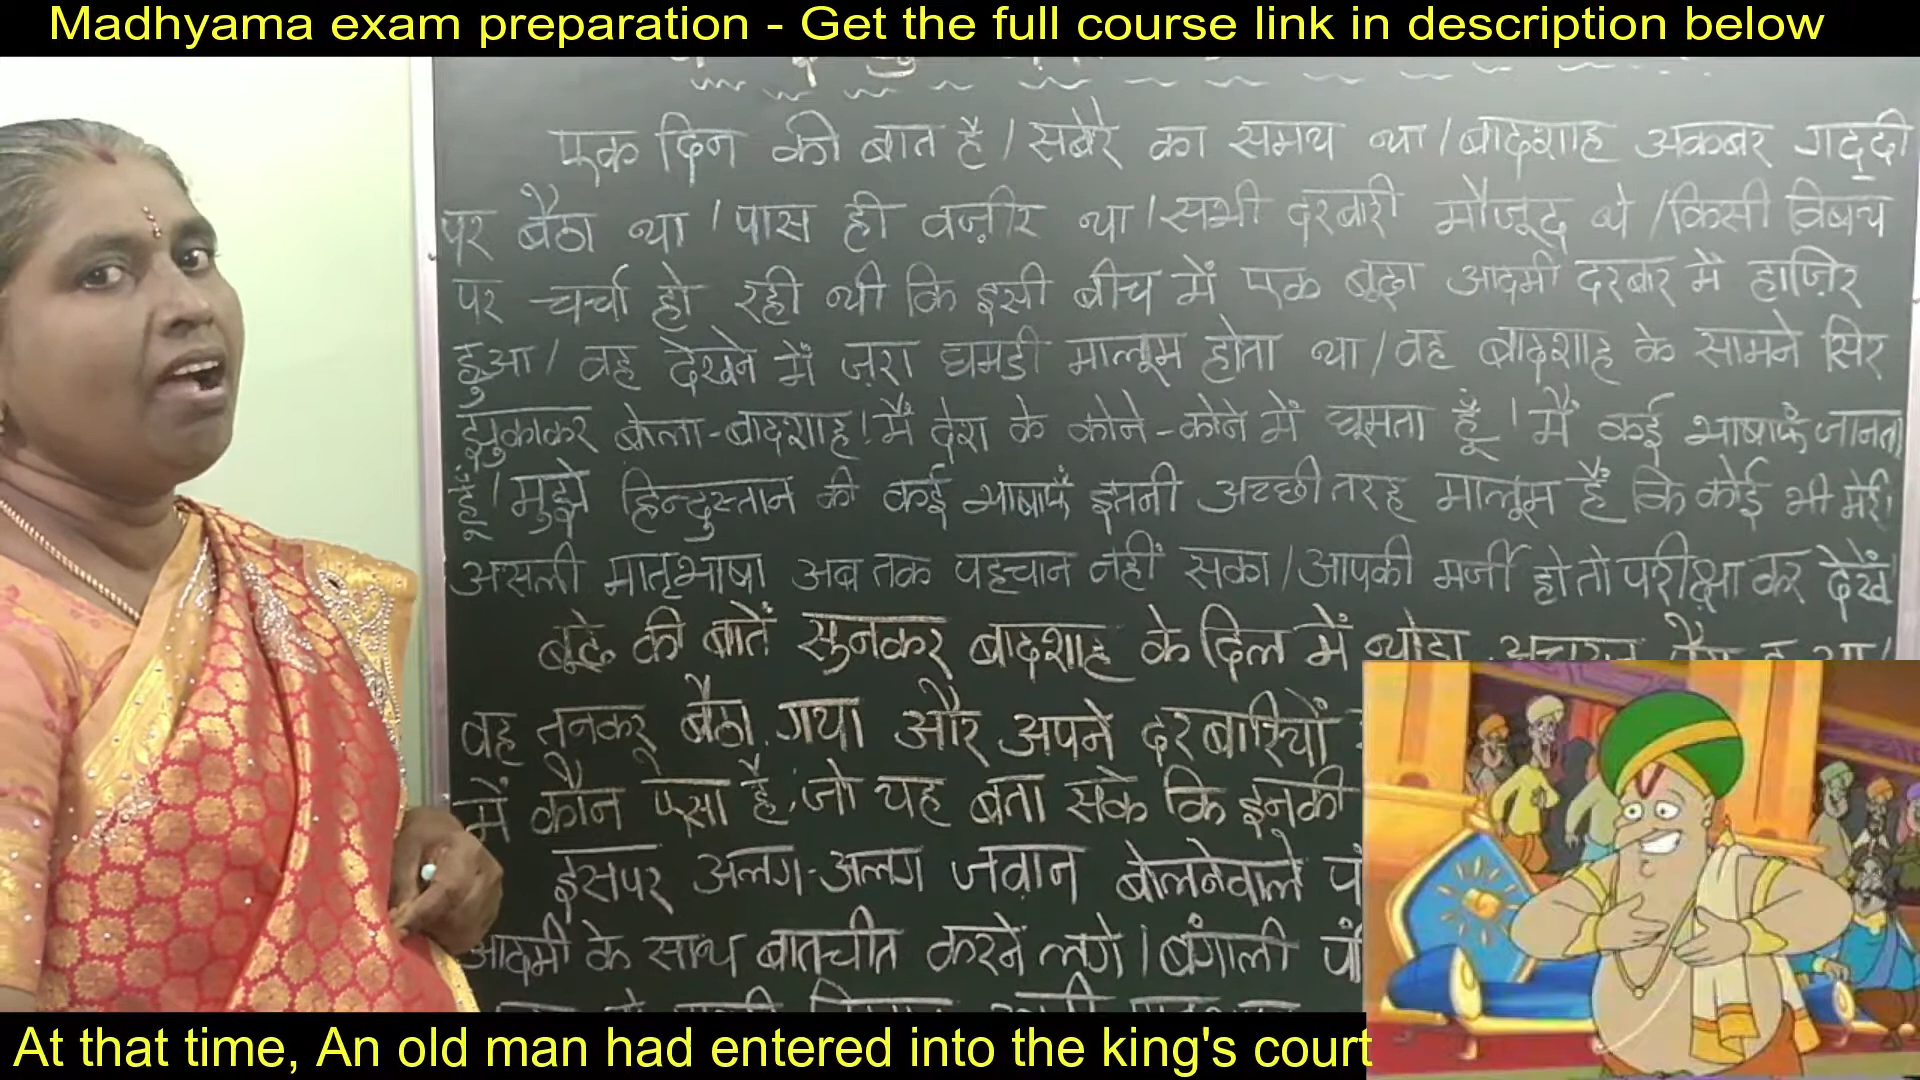 Madhyama exam preparation - Get the full course link in description below
एक दिन की बात है / सबेरे का समय था / बादशाह अकबर गद्दी
पर बैठा था / पास ही वज़ीर था / सभी दरबारी मौजूद थे / किसी विषय
पर चर्चा हो रही थी कि इसी बीच में एक बूढ़ा आदमी दरबार में हाज़िर
हुआ / वह देखने में ज़रा घमडी मालूम होता था / वह बादशाह के सामने सिर
झुकाकर बोला - बादशाह ! मैं देश के कोने - कोने में घूमता हूँ / मैं कई भाषाएँ जानता
हूँ / मुझे हिन्दुस्तान की कई भाषाएँ इतनी अच्छी तरह मालूम हैं कि कोई भी मेरी
असली मातृभाषा अब तक पहचान नहीं सका / आपकी मर्जी हो तो परीक्षा कर देखें
बूढ़े की बातें सुनकर बादशाह के दिल में थोड़ा
वह तनकर बैठा गया और अपने दरबारियों
में कौन एसा है, जो यह बता सके कि इनकी
इसपर अलग-अलग जवान बोलनेवाले
आदमी के साथ बातचीत करने लगे / बंगाली
At that time, An old man had entered into the king's court